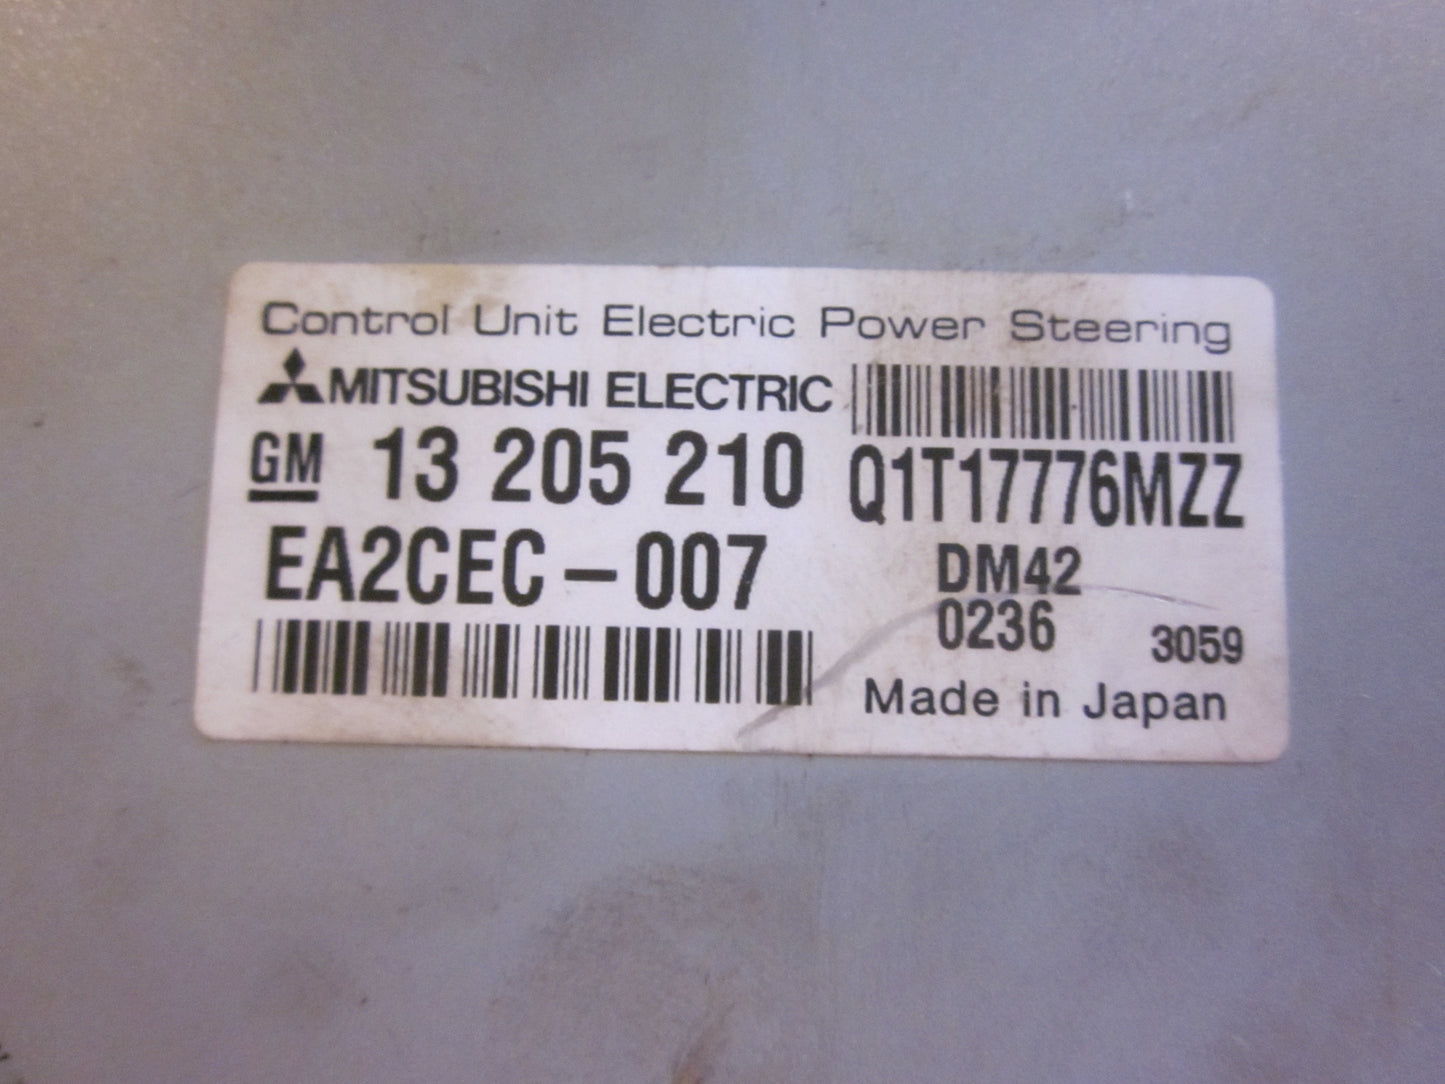 Control Unit Electric Power Steering
MITSUBISHI ELECTRIC
GM 13 205 210 Q1T17776MZZ
EA2CEC-007 DM42
0236 3059
Made in Japan